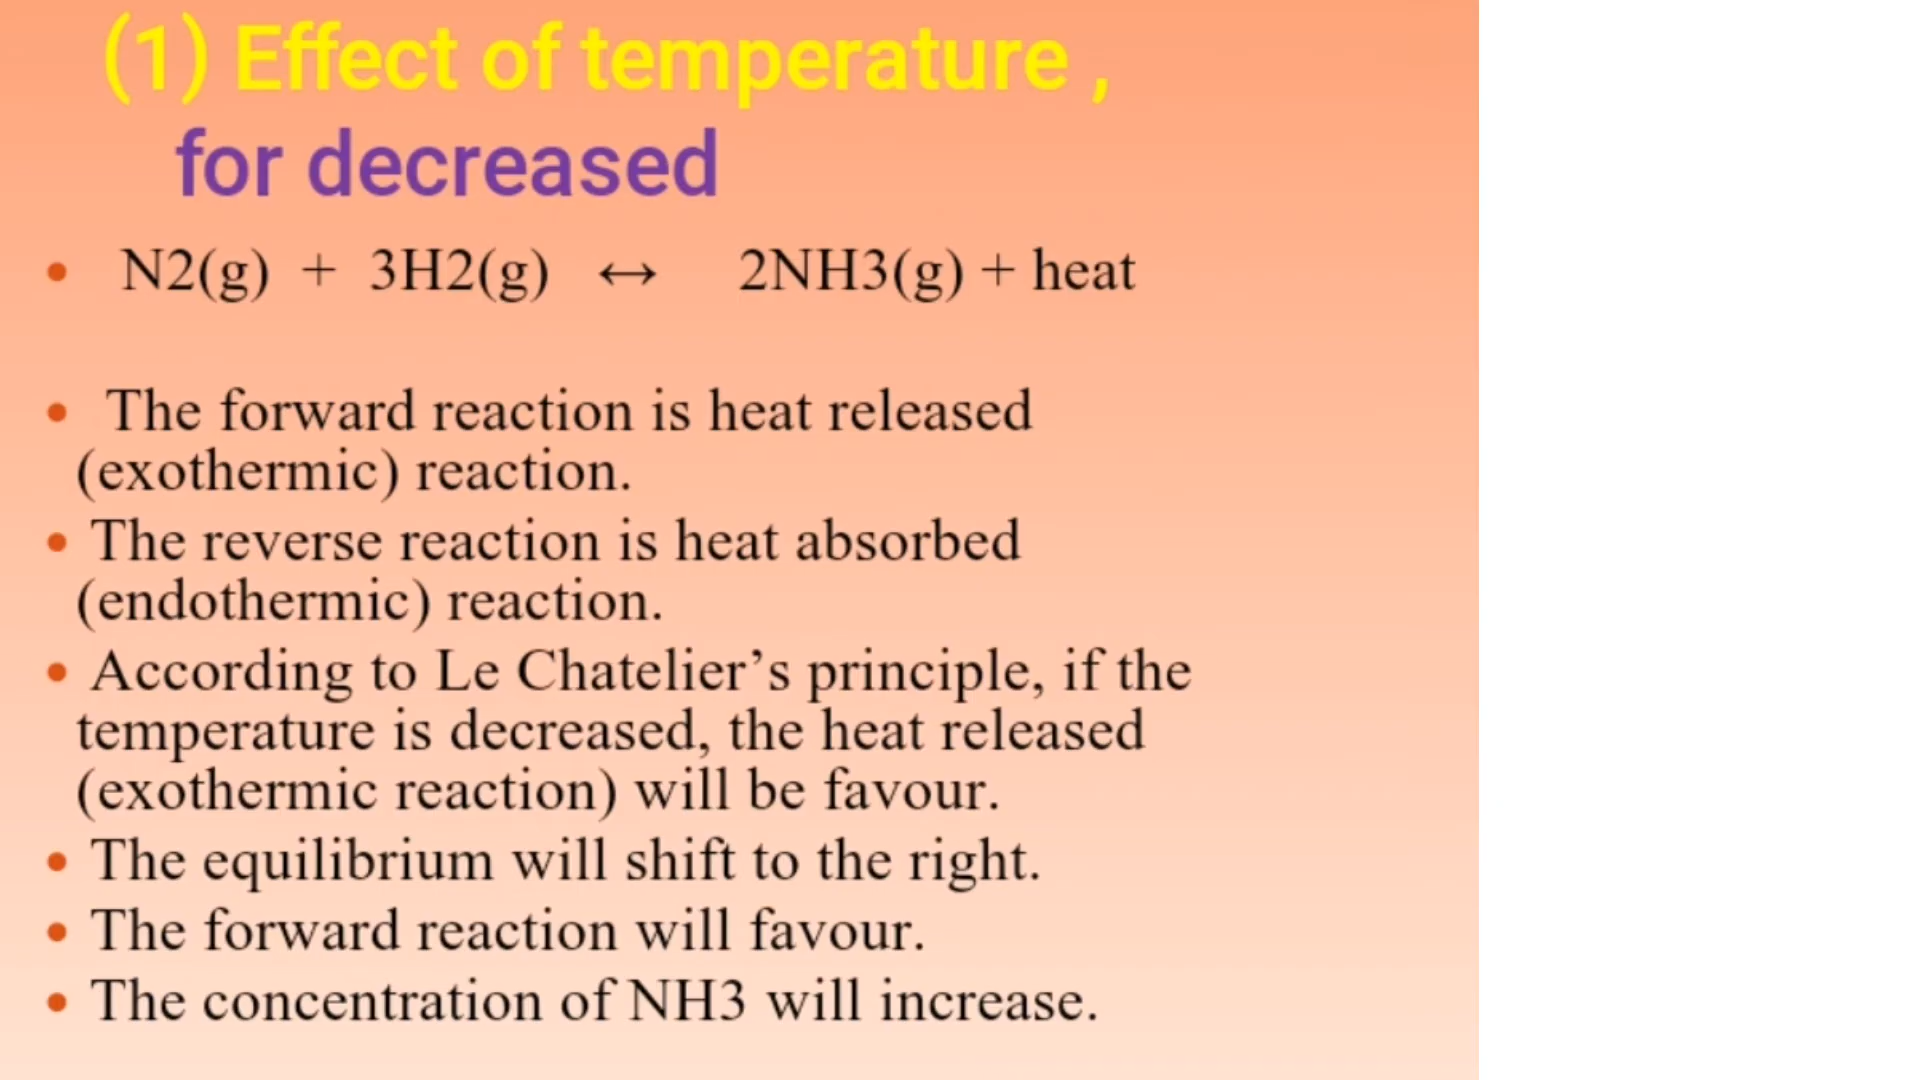 (1) Effect of temperature ,
for decreased
• N2(g) + 3H2(g) ↔ 2NH3(g) + heat
• The forward reaction is heat released
(exothermic) reaction.
• The reverse reaction is heat absorbed
(endothermic) reaction.
• According to Le Chatelier’s principle, if the
temperature is decreased, the heat released
(exothermic reaction) will be favour.
• The equilibrium will shift to the right.
• The forward reaction will favour.
• The concentration of NH3 will increase.